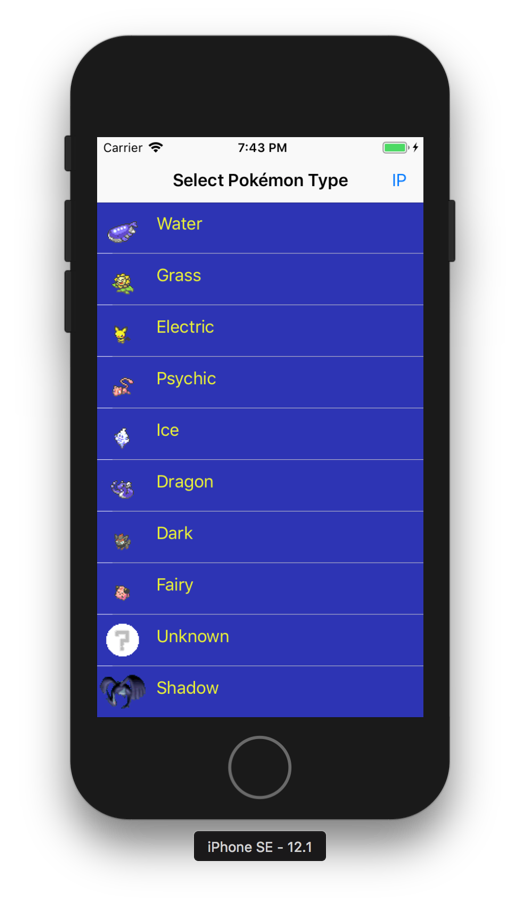 Carrier 7:43 PM
Select Pokémon Type IP
Water
Grass
Electric
Psychic
Ice
Dragon
Dark
Fairy
?
Unknown
Shadow
iPhone SE - 12.1